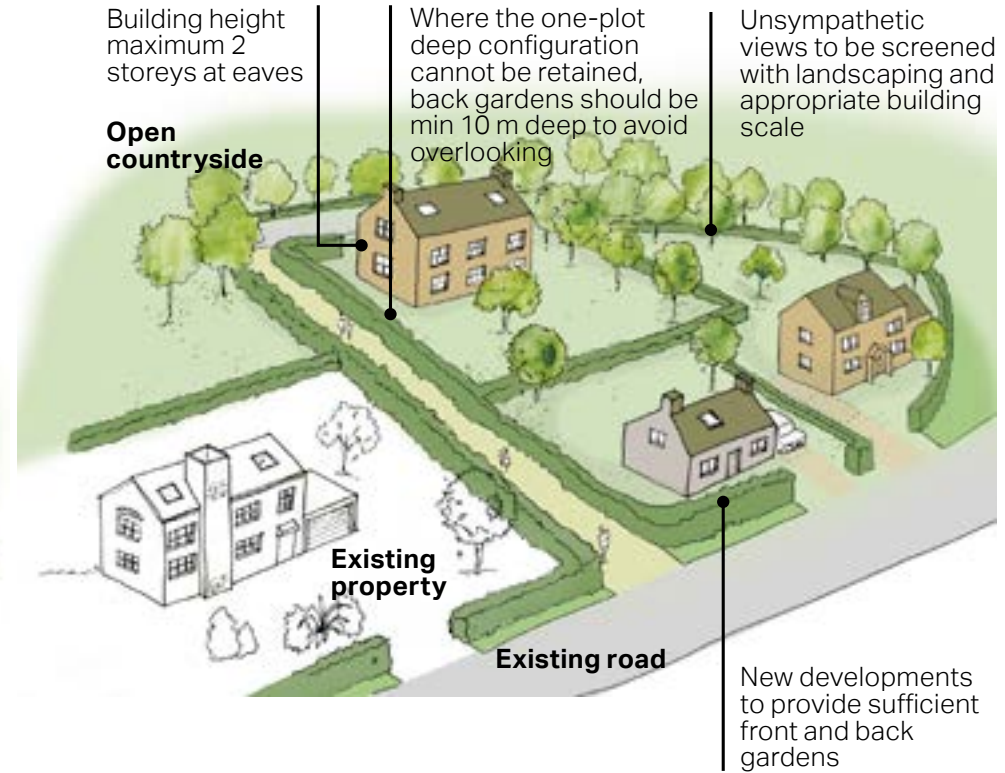 Building height
maximum 2
storeys at eaves
Where the one-plot
deep configuration
cannot be retained,
back gardens should be
min 10 m deep to avoid
overlooking
Unsympathetic
views to be screened
with landscaping and
appropriate building
scale
Open
countryside
Existing
property
Existing road
New developments
to provide sufficient
front and back
gardens